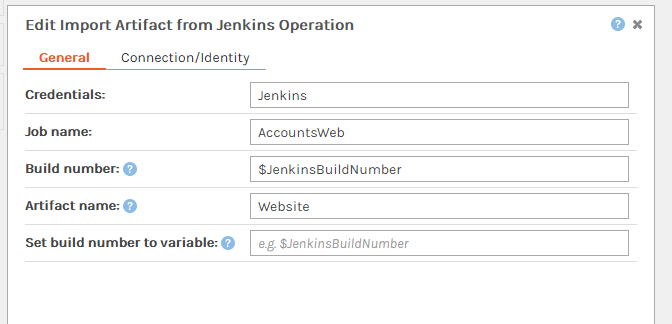 Edit Import Artifact from Jenkins Operation ? ✖
General Connection/Identity
Credentials: Jenkins
Job name: AccountsWeb
Build number: ? $JenkinsBuildNumber
Artifact name: ? Website
Set build number to variable: ? e.g. $JenkinsBuildNumber